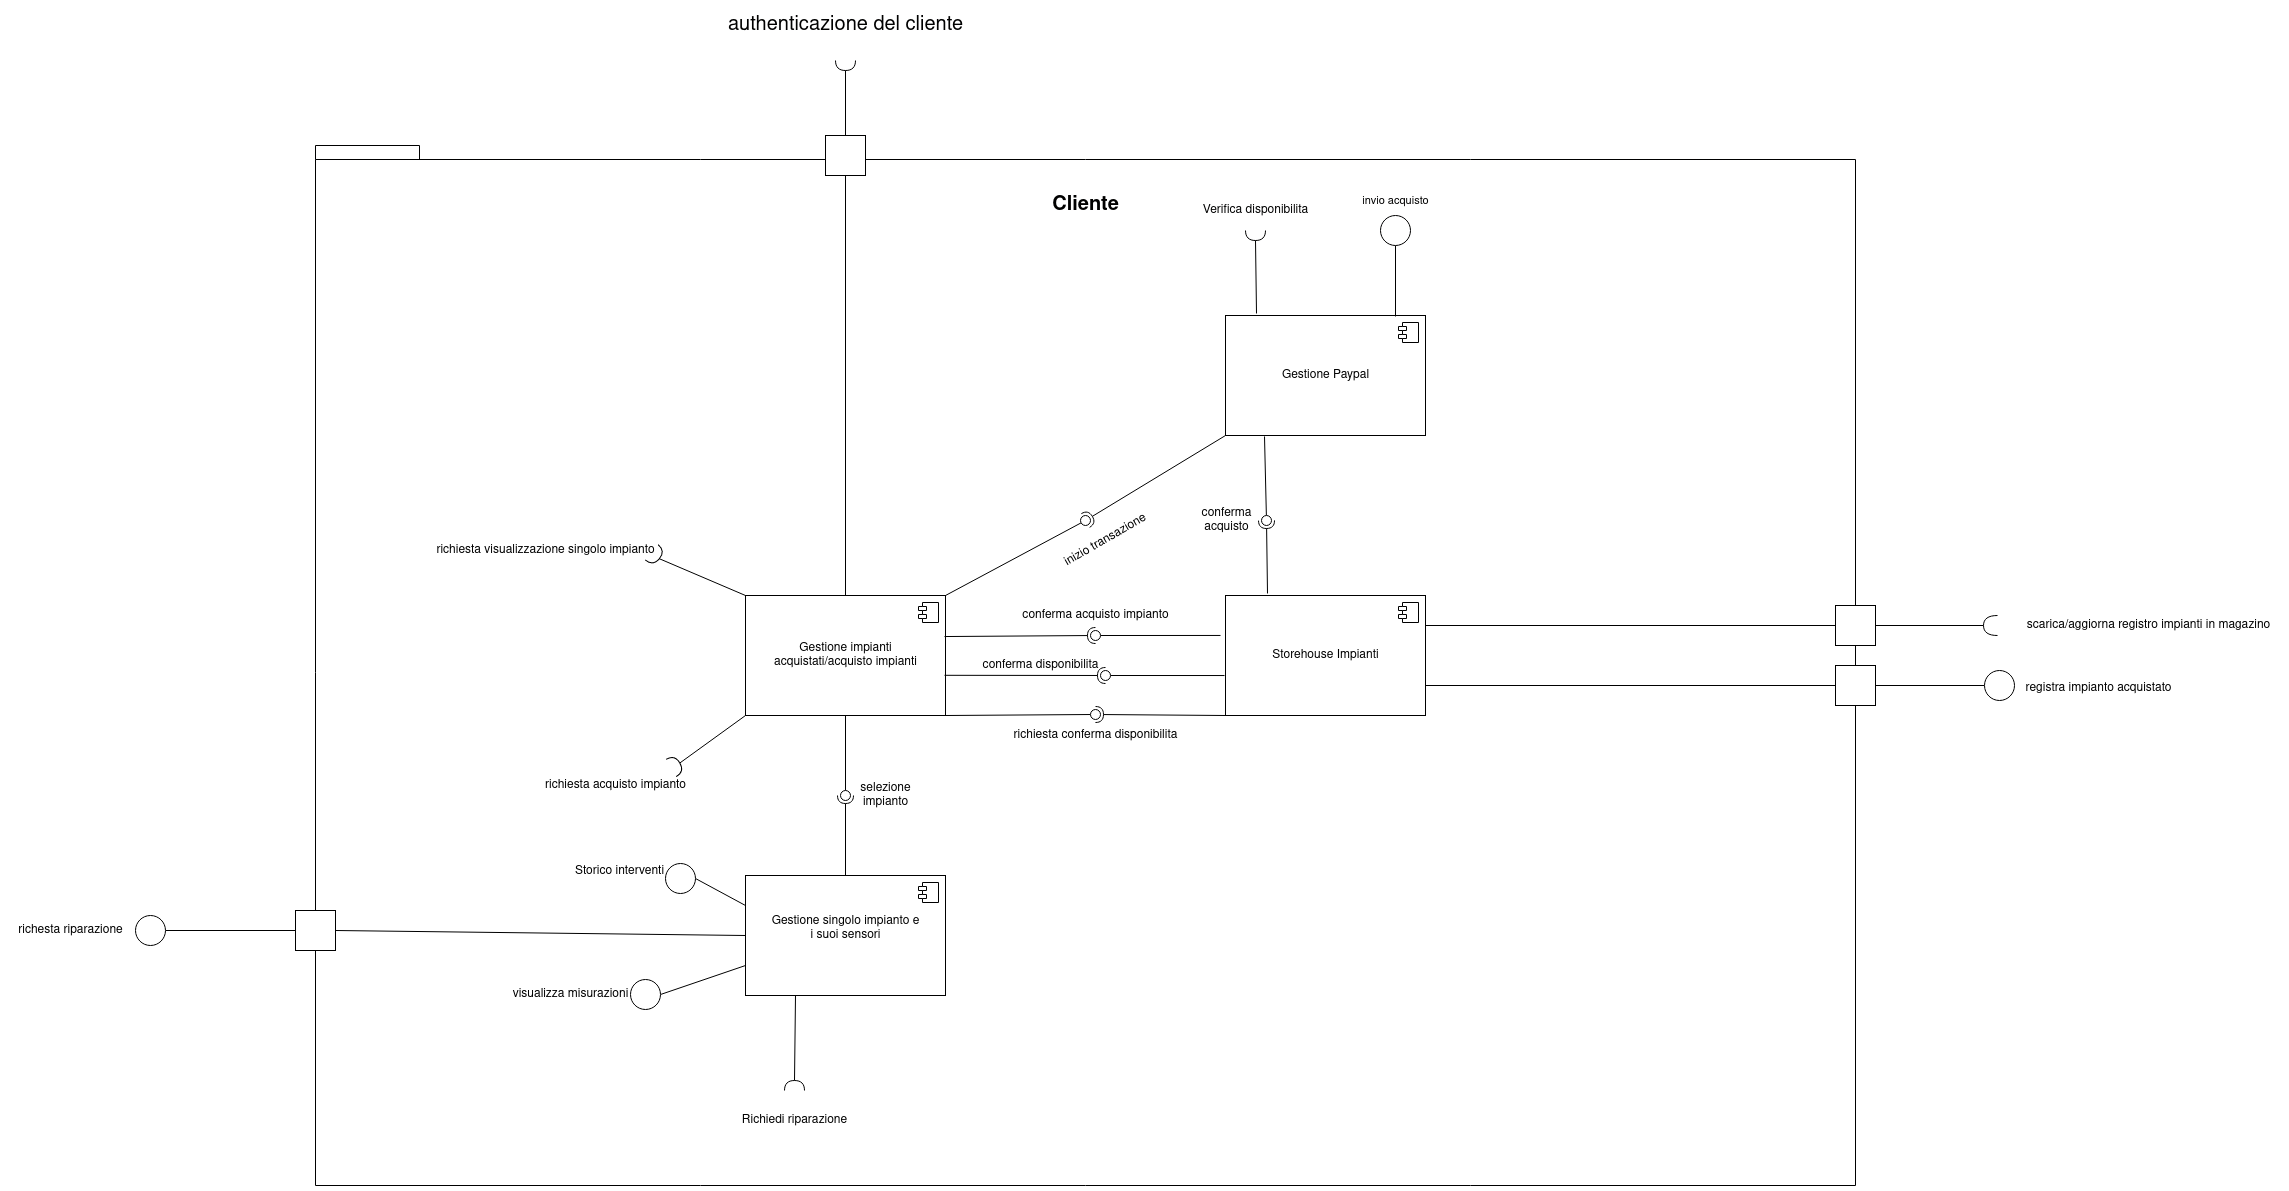 authenticazione del cliente
Cliente
Verifica disponibilita
invio acquisto
Gestione Paypal
conferma
acquisto
inizio transazione
richiesta visualizzazione singolo impianto
Gestione impianti
acquistati/acquisto impianti
conferma acquisto impianto
conferma disponibilita
richiesta conferma disponibilita
Storehouse Impianti
scarica/aggiorna registro impianti in magazino
registra impianto acquistato
richiesta acquisto impianto
selezione
impianto
Storico interventi
Gestione singolo impianto e
i suoi sensori
richesta riparazione
visualizza misurazioni
Richiedi riparazione